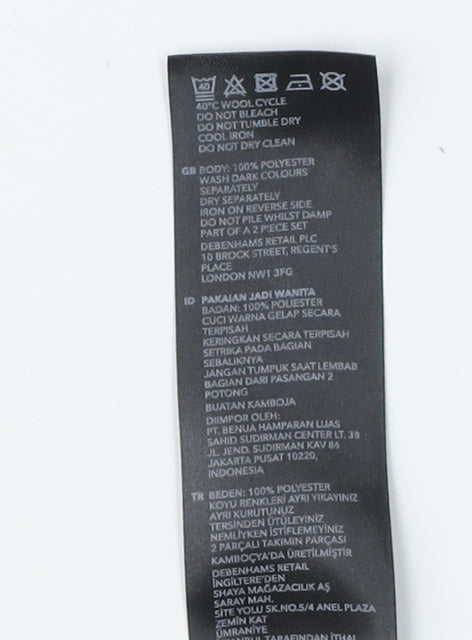 40
40°C WOOL CYCLE
DO NOT BLEACH
DO NOT TUMBLE DRY
COOL IRON
DO NOT DRY CLEAN
GB BODY: 100% POLYESTER
WASH DARK COLOURS
SEPARATELY
DRY SEPARATELY
IRON ON REVERSE SIDE
DO NOT PILE WHILST DAMP
PART OF A 2 PIECE SET
DEBENHAMS RETAIL PLC
10 BROCK STREET, REGENT'S
PLACE
LONDON NW1 3FG
ID PAKAIAN JADI WANITA
BADAN: 100% POLIESTER
CUCI WARNA GELAP SECARA
TERPISAH
KERINGKAN SECARA TERPISAH
SETRIKA PADA BAGIAN
SEBALIKNYA
JANGAN TUMPUK SAAT LEMBAB
BAGIAN DARI PASANGAN 2
POTONG
BUATAN KAMBOJA
DIIMPOR OLEH:
PT. BENUA HAMPARAN LUAS
SAHID SUDIRMAN CENTER LT. 38
JL. JEND. SUDIRMAN KAV 86
JAKARTA PUSAT 10220,
INDONESIA
TR BEDEN: 100% POLYESTER
KOYU RENKLERİ AYRI YIKAYINIZ
AYRI KURUTUNUZ
TERSİNDEN ÜTÜLEYİNİZ
NEMLİYKEN İSTİFLEMEYİNİZ
2 PARÇALI TAKIMIN PARÇASI
KAMBOÇYA'DA ÜRETİLMİŞTİR
DEBENHAMS RETAIL
İNGİLTERE'DEN
SHAYA MAĞAZACILIK AŞ
SARAY MAH.
SİTE YOLU SK.NO.5/4 ANEL PLAZA
ZEMİN KAT
ÜMRANİYE
İSTANBUL TARAFINDAN İTHAL